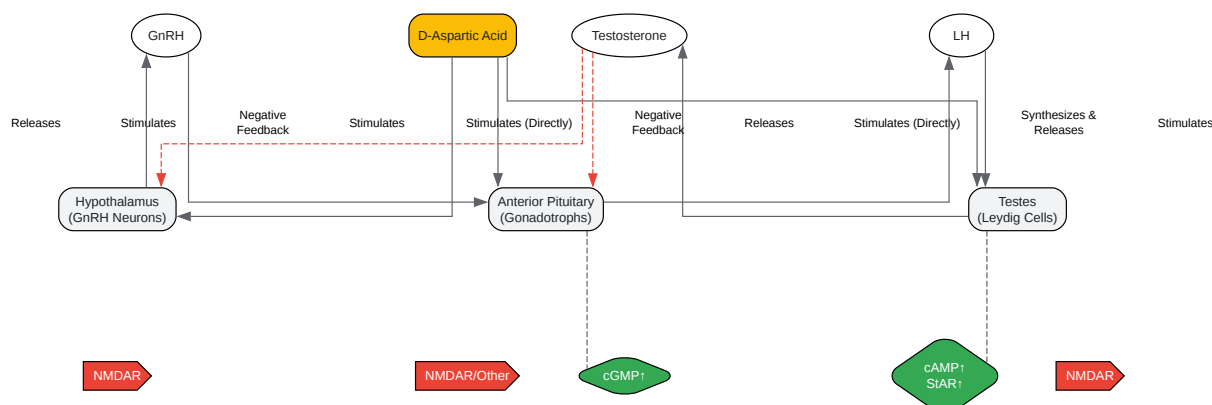 GnRH
D-Aspartic Acid
Testosterone
LH
Releases
Stimulates
Negative
Feedback
Stimulates
Stimulates (Directly)
Negative
Feedback
Releases
Stimulates (Directly)
Synthesizes &
Releases
Stimulates
Hypothalamus
(GnRH Neurons)
Anterior Pituitary
(Gonadotrophs)
Testes
(Leydig Cells)
NMDAR
NMDAR/Other
cGMP↑
cAMP↑
StAR↑
NMDAR